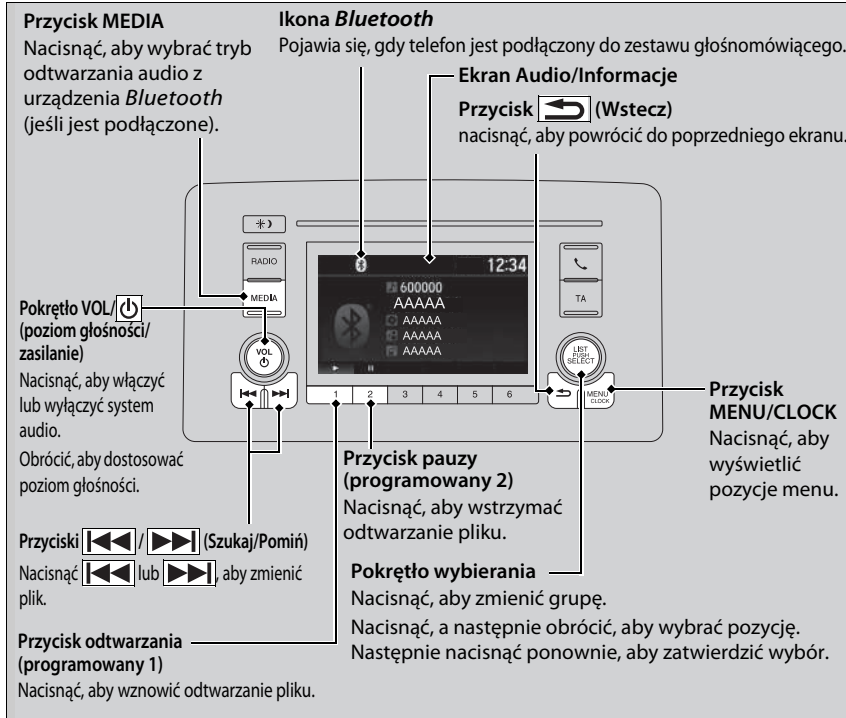 Przycisk MEDIA
Nacisnąć, aby wybrać tryb
odtwarzania audio z
urządzenia Bluetooth
(jeśli jest podłączone).
Ikona Bluetooth
Pojawia się, gdy telefon jest podłączony do zestawu głośnomówiącego.
Ekran Audio/Informacje
Przycisk (Wstecz)
nacisnąć, aby powrócić do poprzedniego ekranu.
RADIO
MEDIA
VOL
12:34
600000
AAAAA
AAAAA
AAAAA
AAAAA
1 2 3 4 5 6
TA
LIST
PUSH
SELECT
MENU
CLOCK
Pokrętło VOL/
(poziom głośności/
zasilanie)
Nacisnąć, aby włączyć
lub wyłączyć system
audio.
Obrócić, aby dostosować
poziom głośności.
Przyciski / (Szukaj/Pomiń)
Nacisnąć lub , aby zmienić
plik.
Przycisk odtwarzania
(programowany 1)
Nacisnąć, aby wznowić odtwarzanie pliku.
Przycisk pauzy
(programowany 2)
Nacisnąć, aby wstrzymać
odtwarzanie pliku.
Pokrętło wybierania
Nacisnąć, aby zmienić grupę.
Nacisnąć, a następnie obrócić, aby wybrać pozycję.
Następnie nacisnąć ponownie, aby zatwierdzić wybór.
Przycisk
MENU/CLOCK
Nacisnąć, aby
wyświetlić
pozycje menu.